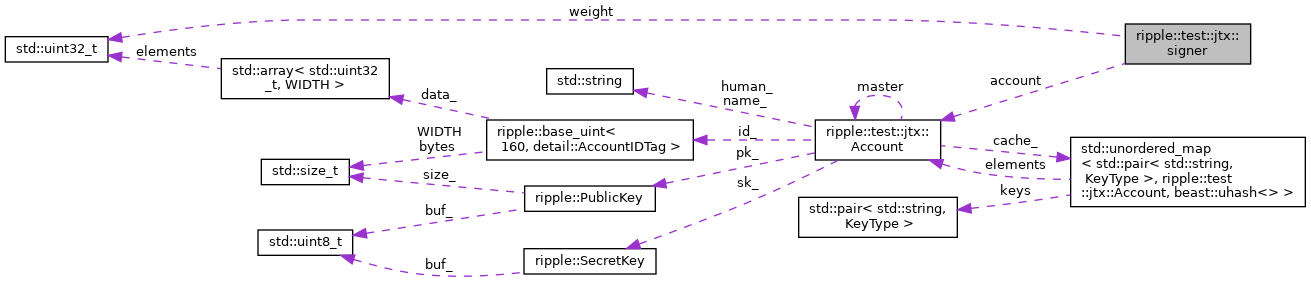 weight
ripple::test::jtx::
signer
std::uint32_t
elements
std::array< std::uint32
_t, WIDTH >
std::string
human_
name_
master
account
data_
ripple::base_uint<
160, detail::AccountIDTag >
id_
ripple::test::jtx::
Account
cache_
elements
std::unordered_map
< std::pair< std::string,
KeyType >, ripple::test
::jtx::Account, beast::uhash<> >
WIDTH
bytes
std::size_t
size_
pk_
sk_
ripple::PublicKey
keys
std::pair< std::string,
KeyType >
buf_
std::uint8_t
buf_
ripple::SecretKey